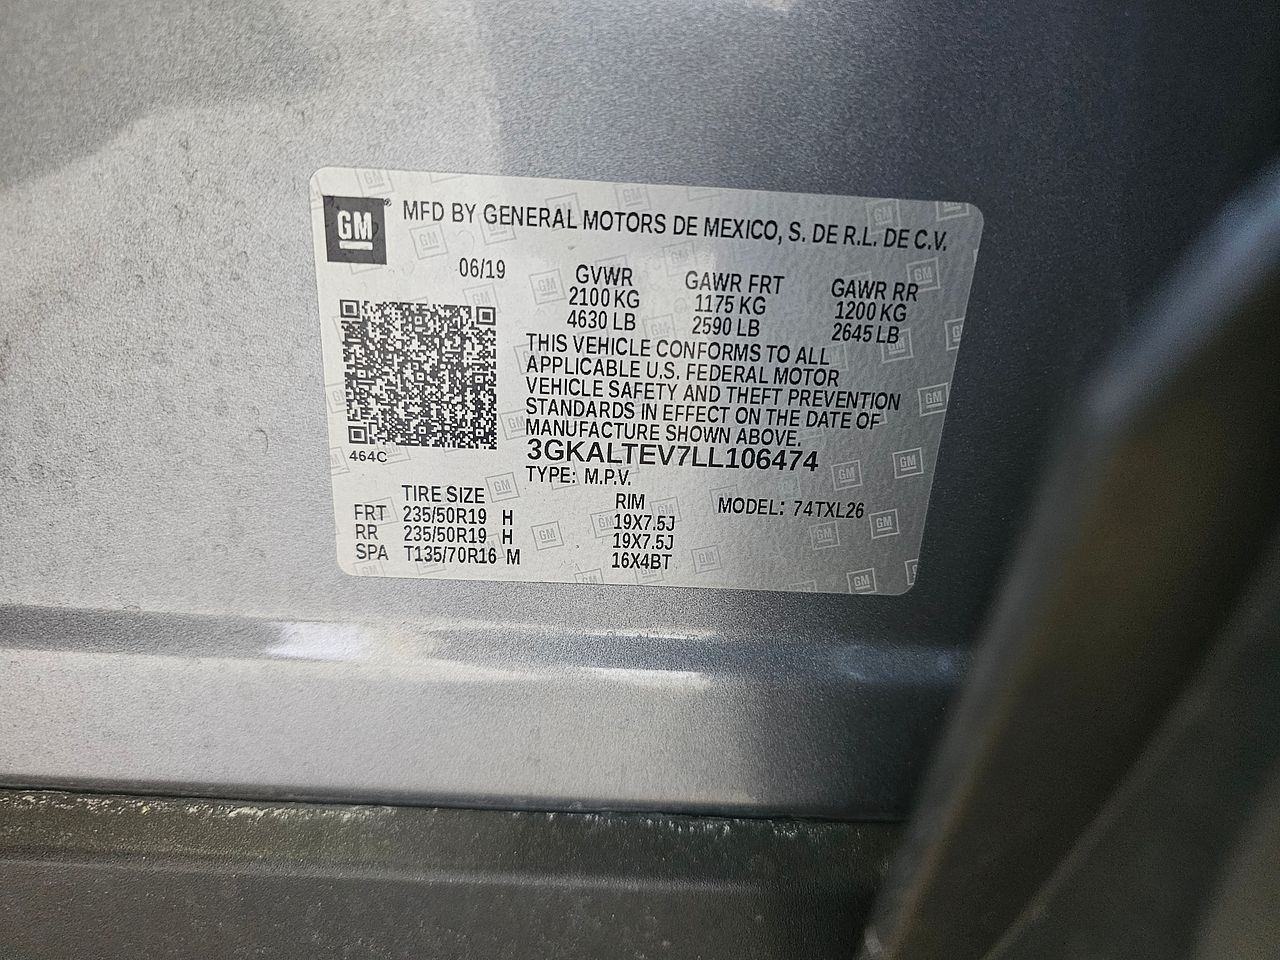 GM® MFD BY GENERAL MOTORS DE MEXICO, S. DE R.L. DE C.V.
06/19
GVWR GAWR FRT GAWR RR
2100 KG 1175 KG 1200 KG
4630 LB 2590 LB 2645 LB
THIS VEHICLE CONFORMS TO ALL
APPLICABLE U.S. FEDERAL MOTOR
VEHICLE SAFETY AND THEFT PREVENTION
STANDARDS IN EFFECT ON THE DATE OF
MANUFACTURE SHOWN ABOVE.
464C
3GKALTEV7LL106474
TYPE: M.P.V.
TIRE SIZE RIM MODEL: 74TXL26
FRT 235/50R19 H 19X7.5J
RR 235/50R19 H 19X7.5J
SPA T135/70R16 M 16X4BT